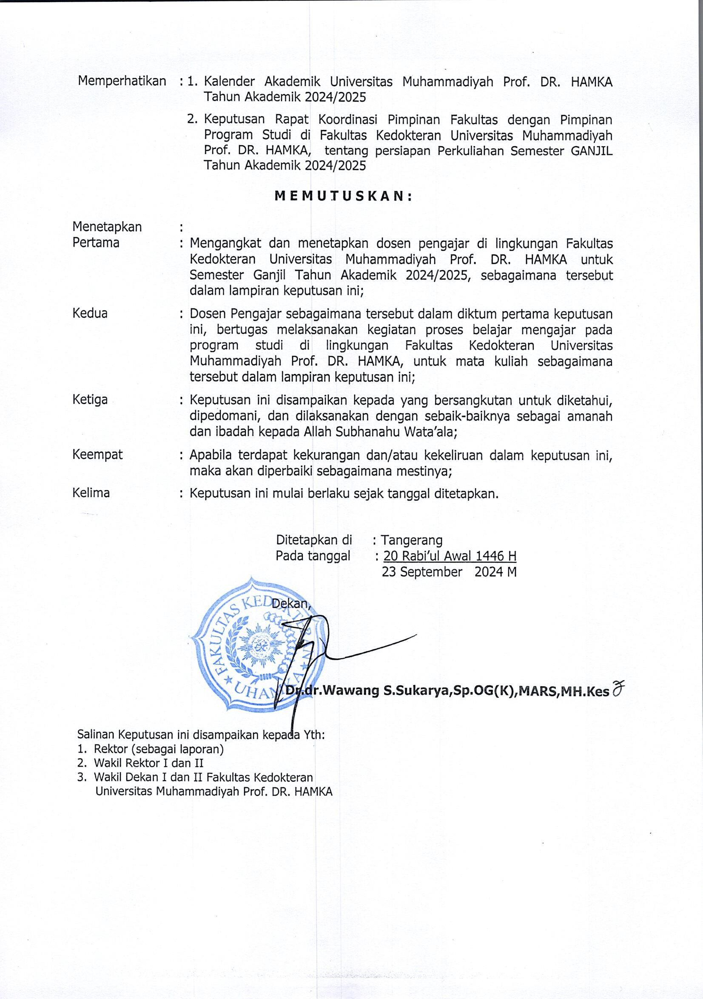 Memperhatikan : 1. Kalender Akademik Universitas Muhammadiyah Prof. DR. HAMKA
Tahun Akademik 2024/2025
2. Keputusan Rapat Koordinasi Pimpinan Fakultas dengan Pimpinan
Program Studi di Fakultas Kedokteran Universitas Muhammadiyah
Prof. DR. HAMKA, tentang persiapan Perkuliahan Semester GANJIL
Tahun Akademik 2024/2025
MEMUTUSKAN:
Menetapkan :
Pertama : Mengangkat dan menetapkan dosen pengajar di lingkungan Fakultas
Kedokteran Universitas Muhammadiyah Prof. DR. HAMKA untuk
Semester Ganjil Tahun Akademik 2024/2025, sebagaimana tersebut
dalam lampiran keputusan ini;
Kedua : Dosen Pengajar sebagaimana tersebut dalam diktum pertama keputusan
ini, bertugas melaksanakan kegiatan proses belajar mengajar pada
program studi di lingkungan Fakultas Kedokteran Universitas
Muhammadiyah Prof. DR. HAMKA, untuk mata kuliah sebagaimana
tersebut dalam lampiran keputusan ini;
Ketiga : Keputusan ini disampaikan kepada yang bersangkutan untuk diketahui,
dipedomani, dan dilaksanakan dengan sebaik-baiknya sebagai amanah
dan ibadah kepada Allah Subhanahu Wata’ala;
Keempat : Apabila terdapat kekurangan dan/atau kekeliruan dalam keputusan ini,
maka akan diperbaiki sebagaimana mestinya;
Kelima : Keputusan ini mulai berlaku sejak tanggal ditetapkan.
Ditetapkan di : Tangerang
Pada tanggal : 20 Rabi’ul Awal 1446 H
23 September 2024 M
Dekan,
FAKULTAS KEDOKTERAN
UHAMKA
Dr.dr.Wawang S.Sukarya,Sp.OG(K),MARS,MH.Kes
Salinan Keputusan ini disampaikan kepada Yth:
1. Rektor (sebagai laporan)
2. Wakil Rektor I dan II
3. Wakil Dekan I dan II Fakultas Kedokteran
Universitas Muhammadiyah Prof. DR. HAMKA